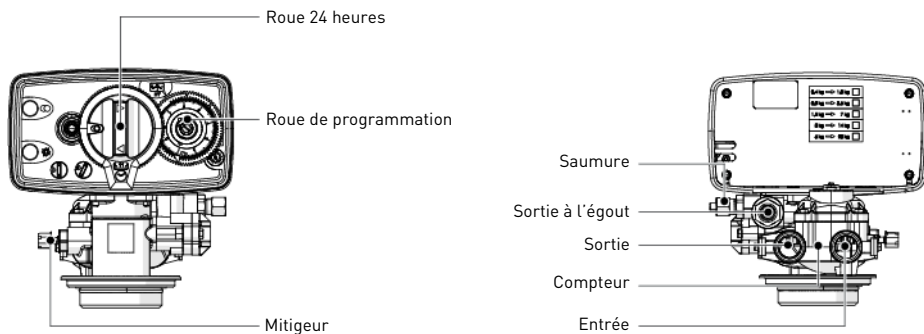 Roue 24 heures
Roue de programmation
Mitigeur
Saumure
Sortie à l'égout
Sortie
Compteur
Entrée